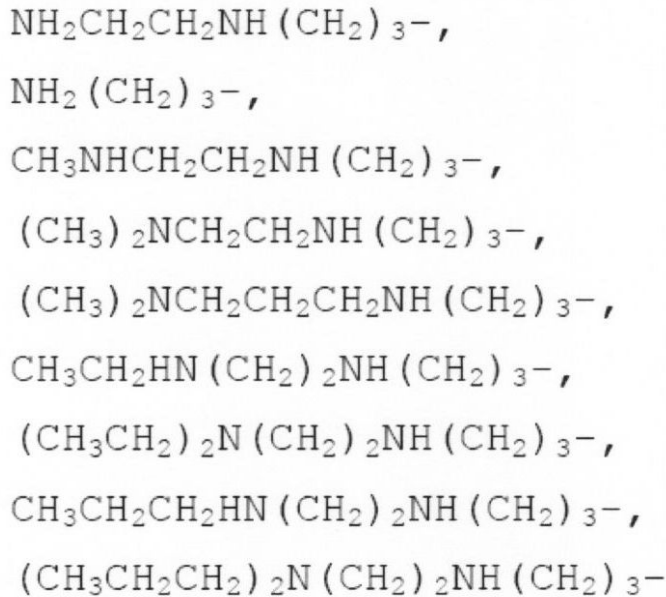 NH₂CH₂CH₂NH(CH₂)₃–,
NH₂(CH₂)₃–,
CH₃NHCH₂CH₂NH(CH₂)₃–,
(CH₃)₂NCH₂CH₂NH(CH₂)₃–,
(CH₃)₂NCH₂CH₂CH₂NH(CH₂)₃–,
CH₃CH₂HN(CH₂)₂NH(CH₂)₃–,
(CH₃CH₂)₂N(CH₂)₂NH(CH₂)₃–,
CH₃CH₂CH₂HN(CH₂)₂NH(CH₂)₃–,
(CH₃CH₂CH₂)₂N(CH₂)₂NH(CH₂)₃–